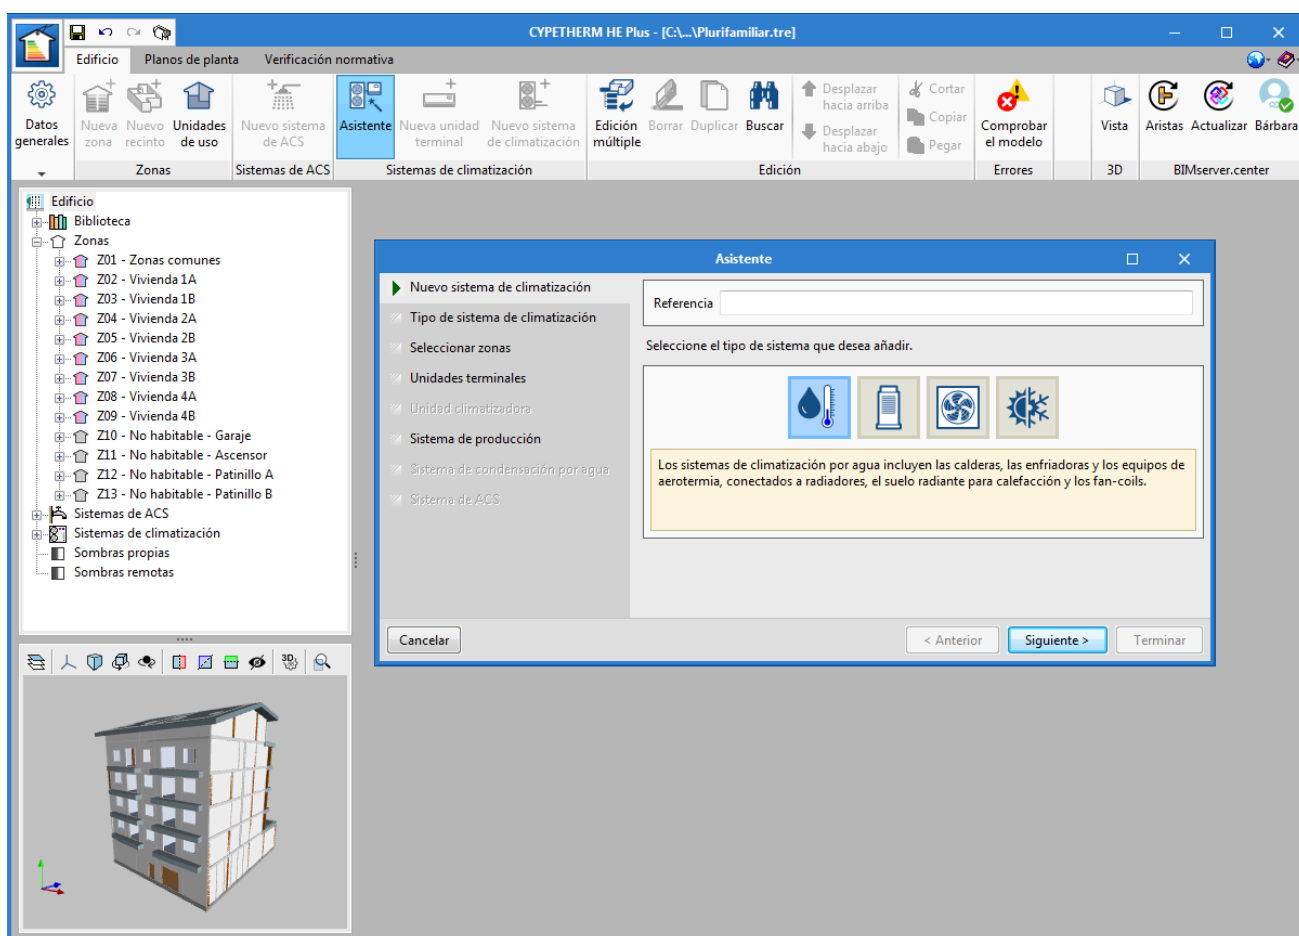 CYPETHERM HE Plus - [C:\...\Plurifamiliar.tre]
Edificio Planos de planta Verificación normativa
Datos generales
Nueva zona
Nuevo recinto
Unidades de uso
Nuevo sistema de ACS
Asistente
Nueva unidad terminal
Nuevo sistema de climatización
Edición múltiple
Borrar
Duplicar
Buscar
Desplazar hacia arriba
Desplazar hacia abajo
Cortar
Copiar
Pegar
Comprobar el modelo
Vista
Aristas
Actualizar
Bárbara
Zonas
Sistemas de ACS
Sistemas de climatización
Edición
Errores
3D
BIMserver.center
Edificio
Biblioteca
Zonas
Z01 - Zonas comunes
Z02 - Vivienda 1A
Z03 - Vivienda 1B
Z04 - Vivienda 2A
Z05 - Vivienda 2B
Z06 - Vivienda 3A
Z07 - Vivienda 3B
Z08 - Vivienda 4A
Z09 - Vivienda 4B
Z10 - No habitable - Garaje
Z11 - No habitable - Ascensor
Z12 - No habitable - Patinillo A
Z13 - No habitable - Patinillo B
Sistemas de ACS
Sistemas de climatización
Sombras propias
Sombras remotas
3D
Asistente
Nuevo sistema de climatización
Tipo de sistema de climatización
Seleccionar zonas
Unidades terminales
Unidad climatizadora
Sistema de producción
Sistema de condensación por agua
Sistema de ACS
Referencia
Seleccione el tipo de sistema que desea añadir.
Los sistemas de climatización por agua incluyen las calderas, las enfriadoras y los equipos de
aerotermia, conectados a radiadores, el suelo radiante para calefacción y los fan-coils.
Cancelar
< Anterior
Siguiente >
Terminar